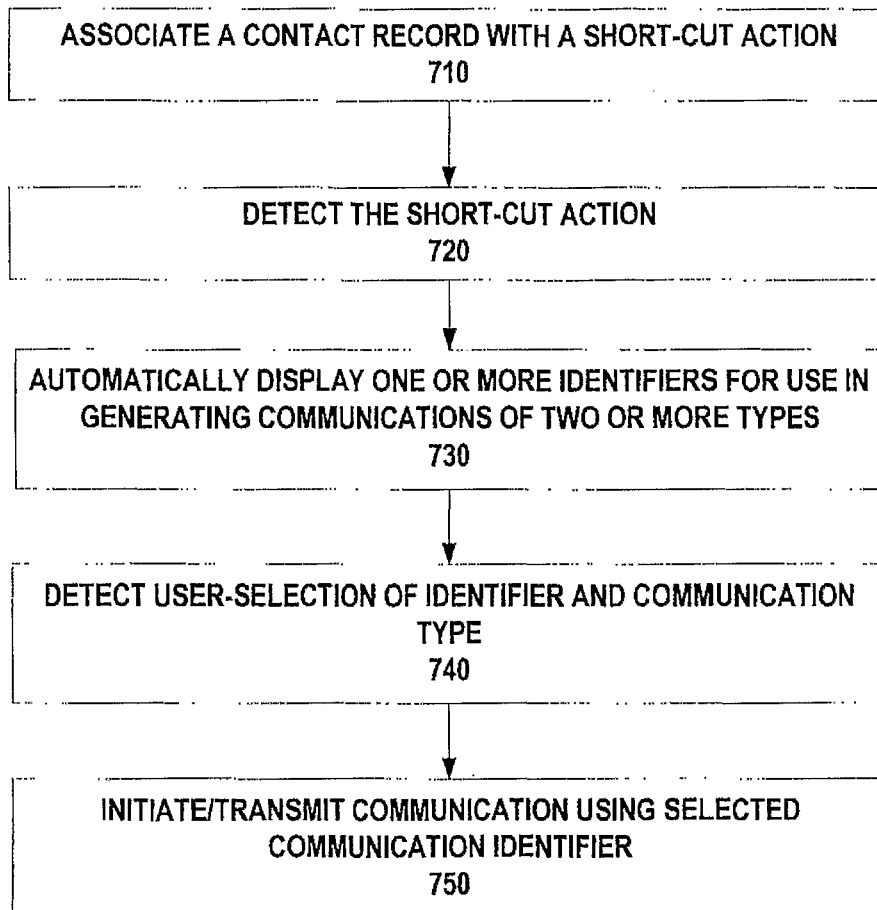 ASSOCIATE A CONTACT RECORD WITH A SHORT-CUT ACTION
710
DETECT THE SHORT-CUT ACTION
720
AUTOMATICALLY DISPLAY ONE OR MORE IDENTIFIERS FOR USE IN
GENERATING COMMUNICATIONS OF TWO OR MORE TYPES
730
DETECT USER-SELECTION OF IDENTIFIER AND COMMUNICATION
TYPE
740
INITIATE/TRANSMIT COMMUNICATION USING SELECTED
COMMUNICATION IDENTIFIER
750